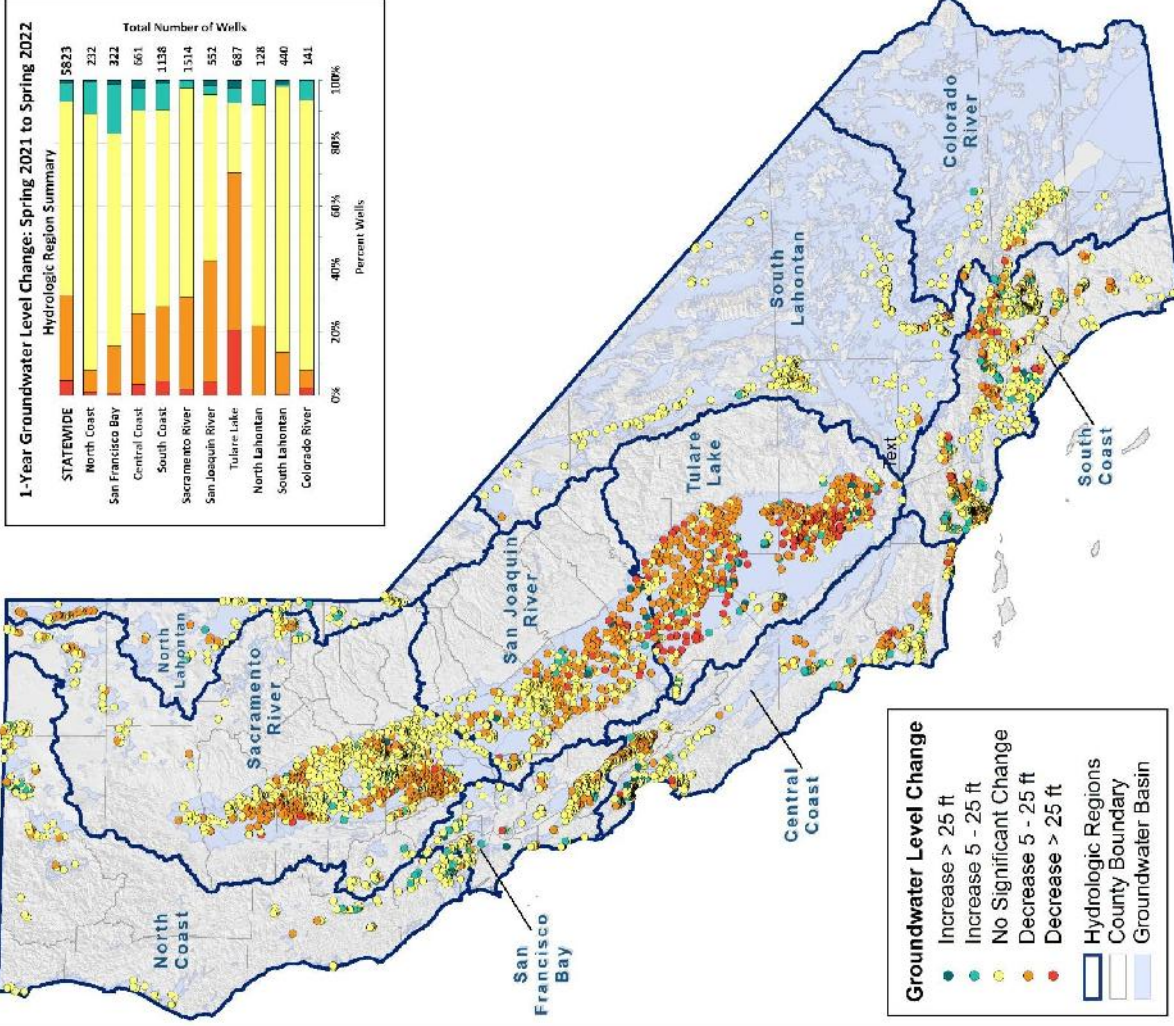 1-Year Groundwater Level Change: Spring 2021 to Spring 2022
Hydrologic Region Summary
STATEWIDE 5823
North Coast 232
San Francisco Bay 322
Central Coast 661
South Coast 1138
Sacramento River 1514
San Joaquin River 552
Tulare Lake 687
North Lahontan 128
South Lahontan 440
Colorado River 141
0% 20% 40% 60% 80% 100%
Percent Wells
Total Number of Wells
North
Coast
Sacramento
River
North
Lahontan
San
Francisco
Bay
San Joaquin
River
Central
Coast
Tulare
Lake
South
Lahontan
Text
South
Coast
Colorado
River
Groundwater Level Change
Increase > 25 ft
Increase 5 - 25 ft
No Significant Change
Decrease 5 - 25 ft
Decrease > 25 ft
Hydrologic Regions
County Boundary
Groundwater Basin